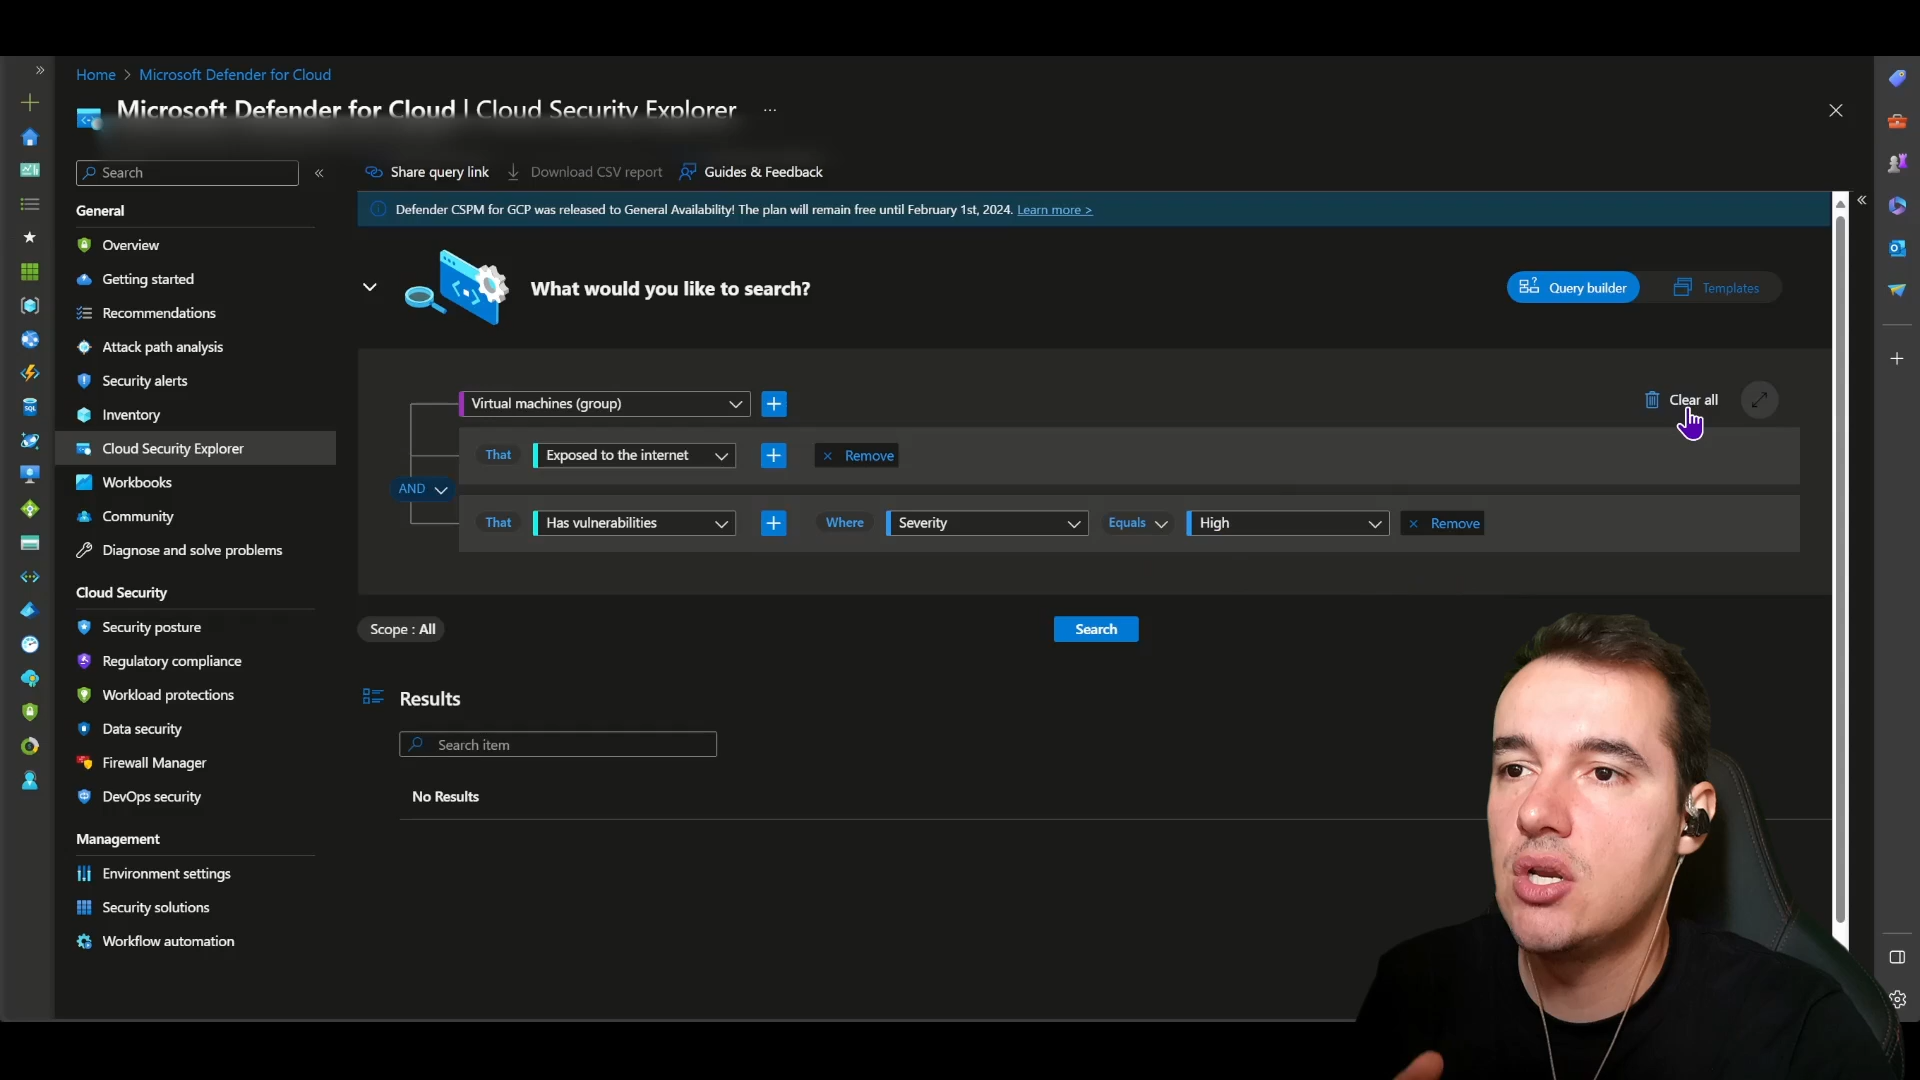 Home > Microsoft Defender for Cloud
Microsoft Defender for Cloud | Cloud Security Explorer ...
Search
Share query link
Download CSV report
Guides & Feedback
Defender CSPM for GCP was released to General Availability! The plan will remain free until February 1st, 2024. Learn more >
General
Overview
Getting started
Recommendations
Attack path analysis
Security alerts
Inventory
Cloud Security Explorer
Workbooks
Community
Diagnose and solve problems
Cloud Security
Security posture
Regulatory compliance
Workload protections
Data security
Firewall Manager
DevOps security
Management
Environment settings
Security solutions
Workflow automation
What would you like to search?
Query builder
Templates
Virtual machines (group)
Clear all
That Exposed to the internet Remove
AND
That Has vulnerabilities Where Severity Equals High Remove
Scope : All
Search
Results
Search item
No Results